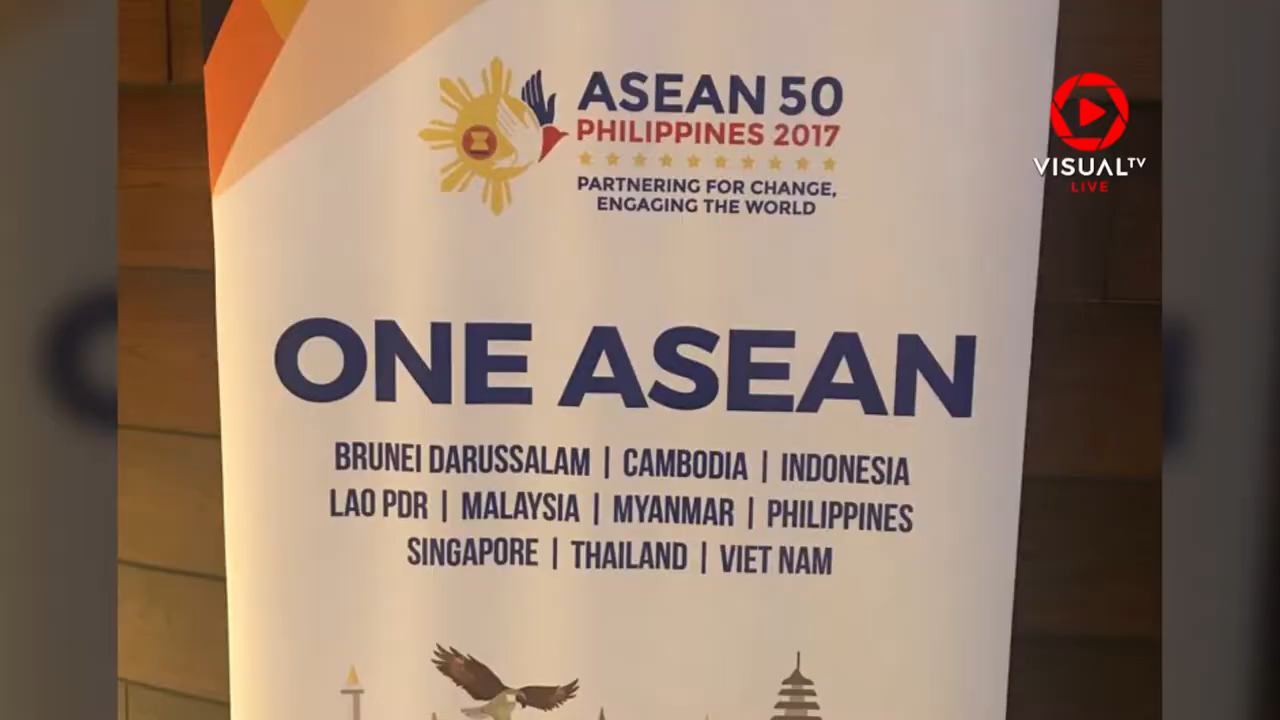 ASEAN 50
PHILIPPINES 2017
PARTNERING FOR CHANGE,
ENGAGING THE WORLD
VISUAL TV
LIVE
ONE ASEAN
BRUNEI DARUSSALAM | CAMBODIA | INDONESIA
LAO PDR | MALAYSIA | MYANMAR | PHILIPPINES
SINGAPORE | THAILAND | VIET NAM